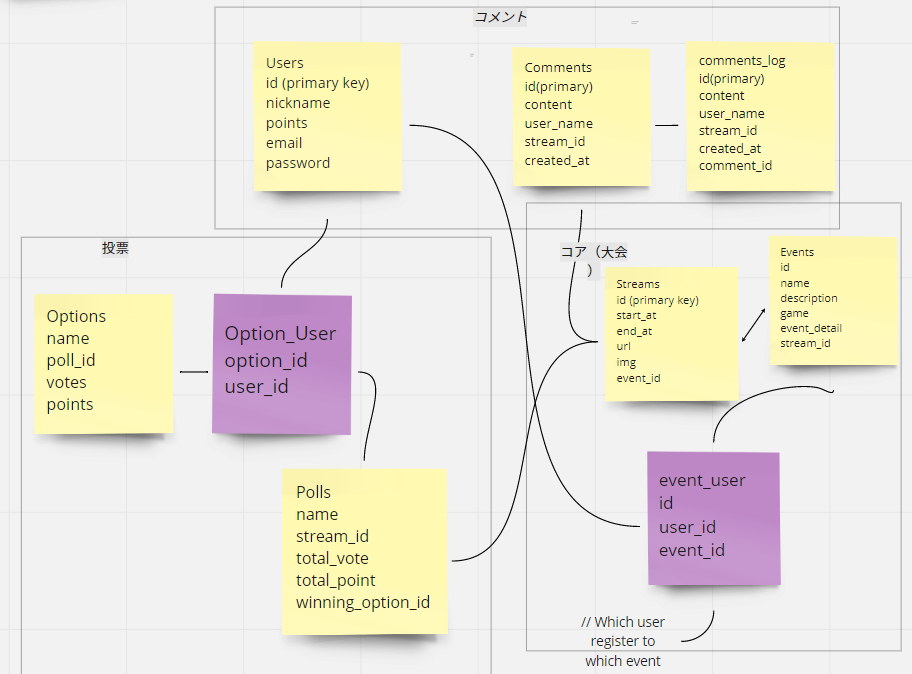 コメント
Users
id (primary key)
nickname
points
email
password
Comments
id(primary)
content
user_name
stream_id
created_at
comments_log
id(primary)
content
user_name
stream_id
created_at
comment_id
投票
Options
name
poll_id
votes
points
Option_User
option_id
user_id
Polls
name
stream_id
total_vote
total_point
winning_option_id
コア（大会
）
Streams
id (primary key)
start_at
end_at
url
img
event_id
Events
id
name
description
game
event_detail
stream_id
event_user
id
user_id
event_id
// Which user
register to
which event